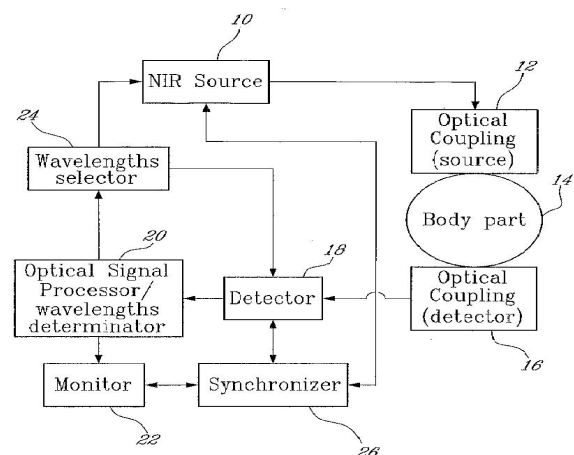 10
NIR Source
12
Optical
Coupling
(source)
24
Wavelengths
selector
14
Body part
20
Optical Signal
Processor/
wavelengths
determinator
18
Detector
Optical
Coupling
(detector)
16
Monitor
22
Synchronizer
26